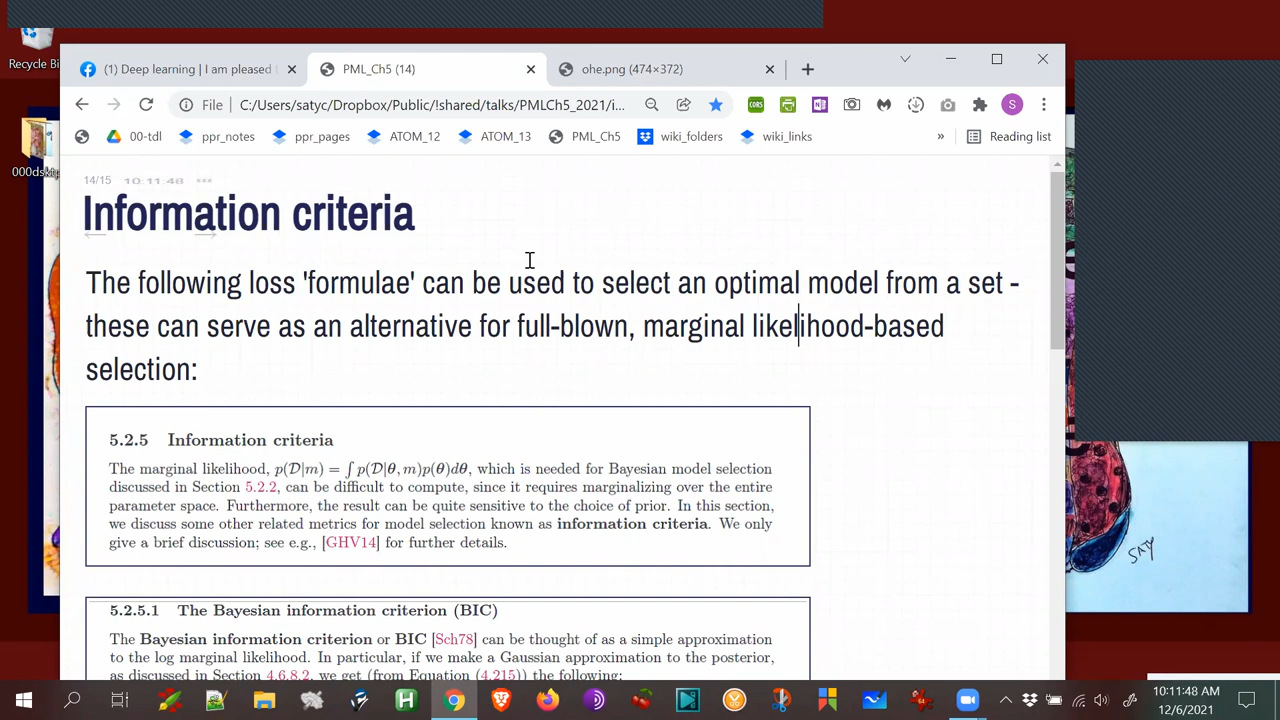 Recycle Bi
(1) Deep learning | I am pleased
PML_Ch5 (14)
ohe.png (474×372)
File
C:/Users/satyc/Dropbox/Public/!shared/talks/PMLCh5_2021/i...
CORS
S
00-tdl
ppr_notes
ppr_pages
ATOM_12
ATOM_13
PML_Ch5
wiki_folders
wiki_links
»
Reading list
000dsktp
14/15 10:11:48 ***
Information criteria
The following loss 'formulae' can be used to select an optimal model from a set -
these can serve as an alternative for full-blown, marginal likelihood-based
selection:
5.2.5 Information criteria
The marginal likelihood, p(𝒟|m) = ∫ p(𝒟|θ, m)p(θ)dθ, which is needed for Bayesian model selection
discussed in Section 5.2.2, can be difficult to compute, since it requires marginalizing over the entire
parameter space. Furthermore, the result can be quite sensitive to the choice of prior. In this section,
we discuss some other related metrics for model selection known as information criteria. We only
give a brief discussion; see e.g., [GHV14] for further details.
5.2.5.1 The Bayesian information criterion (BIC)
The Bayesian information criterion or BIC [Sch78] can be thought of as a simple approximation
to the log marginal likelihood. In particular, if we make a Gaussian approximation to the posterior,
as discussed in Section 4.6.8.2, we get (from Equation (4.215)) the following:
SATY
10:11:48 AM
12/6/2021